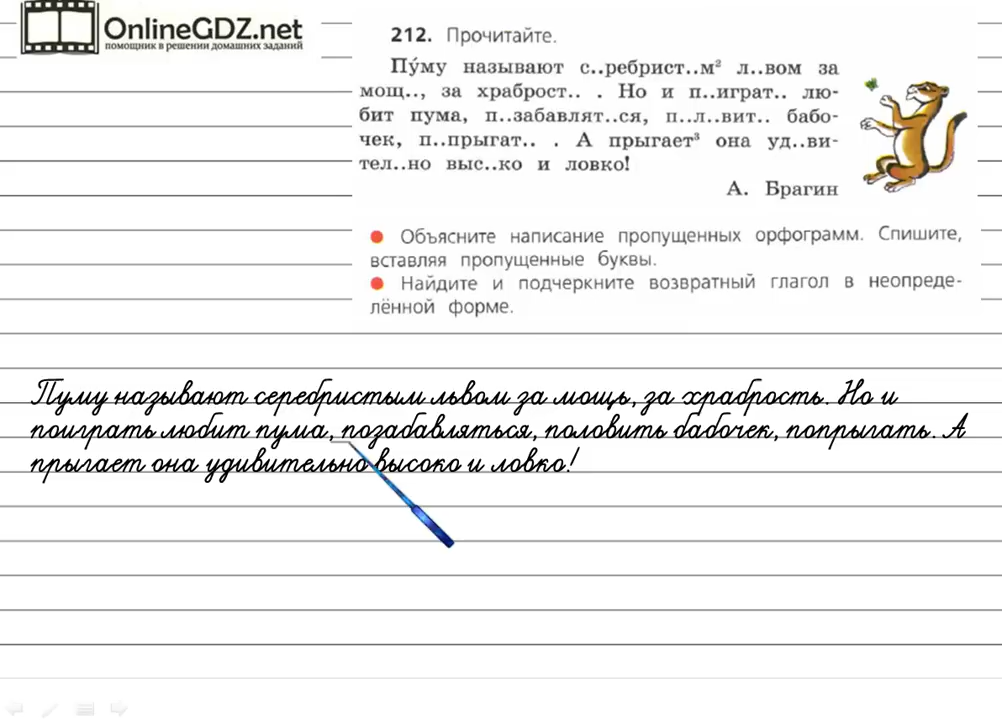 OnlineGDZ.net
помощник в решении домашних заданий
212. Прочитайте.
Пу́му называют с..ребрист..м² л..вом за
мощ.., за храброст.. . Но и п..играт.. лю-
бит пума, п..забавлят..ся, п..л..вит.. бабо-
чек, п..прыгат.. . А прыгает³ она уд..ви-
тел..но выс..ко и ловко!
А. Брагин
Объясните написание пропущенных орфограмм. Спишите,
вставляя пропущенные буквы.
Найдите и подчеркните возвратный глагол в неопреде-
лённой форме.
Пуму называют серебристым львом за мощь, за храбрость. Но и
поиграть любит пума, позабавляться, половить бабочек, попрыгать. А
прыгает она удивительно высоко и ловко!